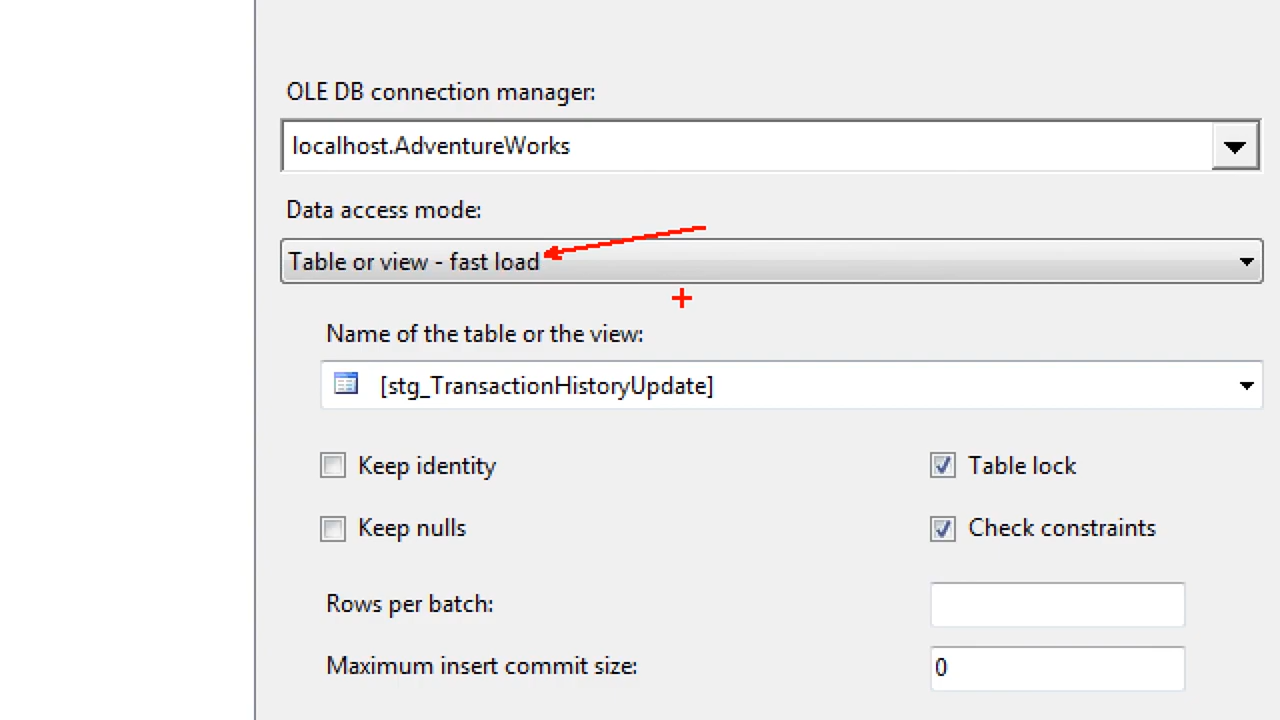 OLE DB connection manager:
localhost.AdventureWorks
Data access mode:
Table or view - fast load
Name of the table or the view:
[stg_TransactionHistoryUpdate]
Keep identity
Table lock
Keep nulls
Check constraints
Rows per batch:
Maximum insert commit size:
0